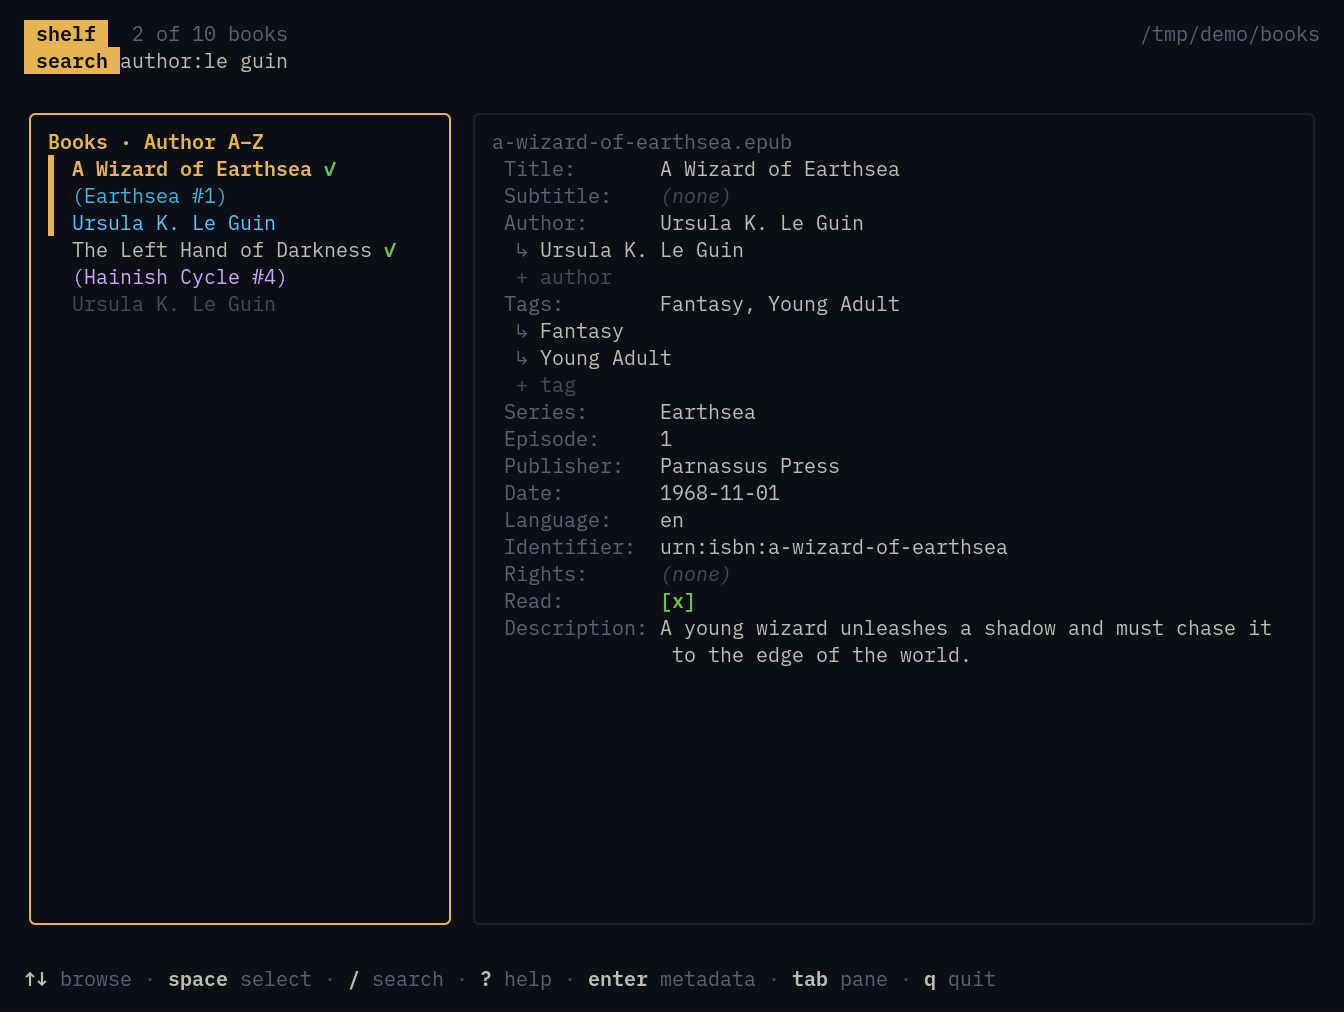 shelf 2 of 10 books /tmp/demo/books
search author:le guin
Books · Author A–Z
A Wizard of Earthsea ✓
(Earthsea #1)
Ursula K. Le Guin
The Left Hand of Darkness ✓
(Hainish Cycle #4)
Ursula K. Le Guin
a-wizard-of-earthsea.epub
Title: A Wizard of Earthsea
Subtitle: (none)
Author: Ursula K. Le Guin
↳ Ursula K. Le Guin
+ author
Tags: Fantasy, Young Adult
↳ Fantasy
↳ Young Adult
+ tag
Series: Earthsea
Episode: 1
Publisher: Parnassus Press
Date: 1968-11-01
Language: en
Identifier: urn:isbn:a-wizard-of-earthsea
Rights: (none)
Read: [x]
Description: A young wizard unleashes a shadow and must chase it
to the edge of the world.
↑↓ browse · space select · / search · ? help · enter metadata · tab pane · q quit